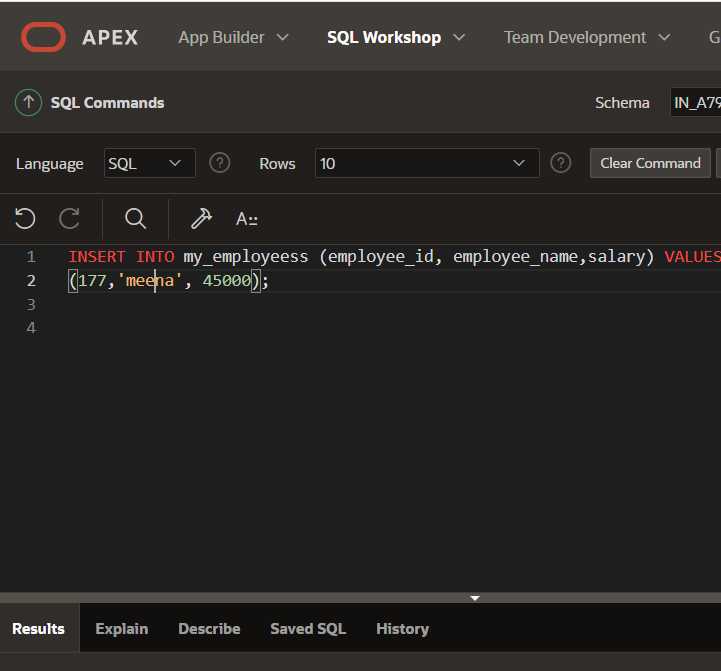 APEX App Builder SQL Workshop Team Development G
SQL Commands Schema IN_A79
Language SQL ? Rows 10 ? Clear Command
A::
1 INSERT INTO my_employeess (employee_id, employee_name,salary) VALUES
2 (177,'meena', 45000);
3
4
Results Explain Describe Saved SQL History